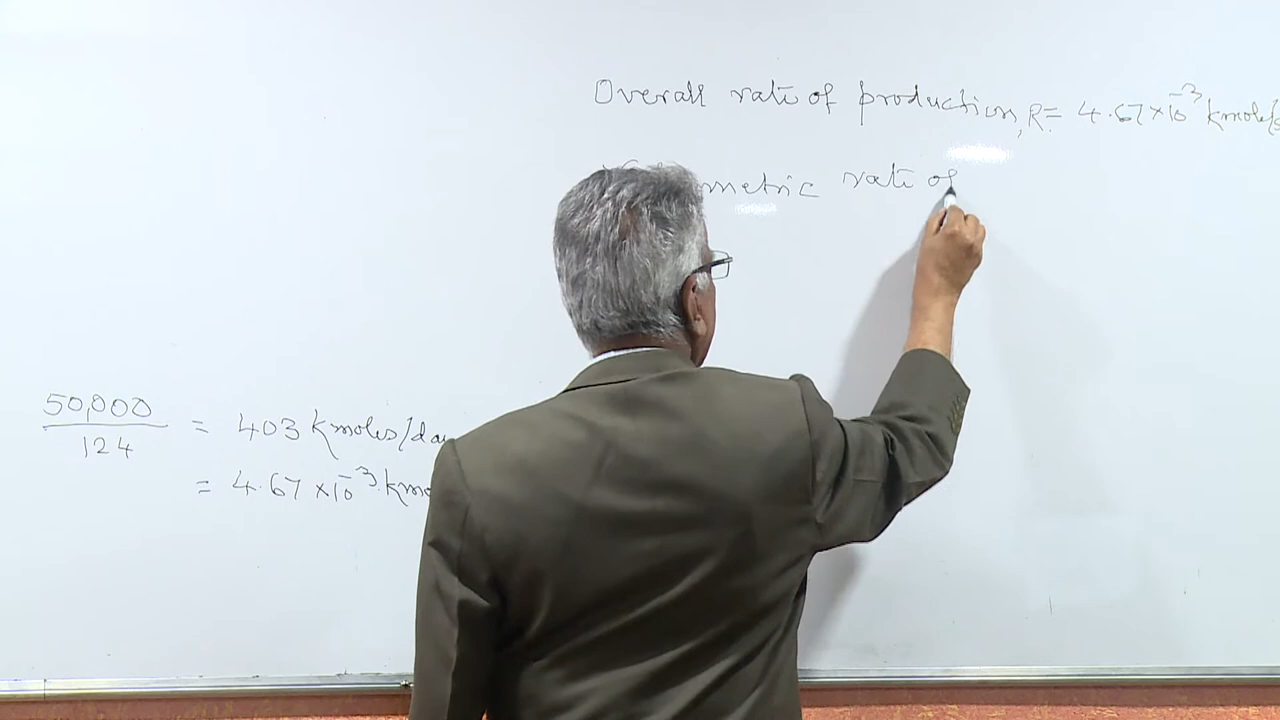 Overall rate of production, R = 4.67×10⁻³ kmole/
rate of
50,000
124
= 403 kmoles/da
= 4.67 ×10⁻³ kmo